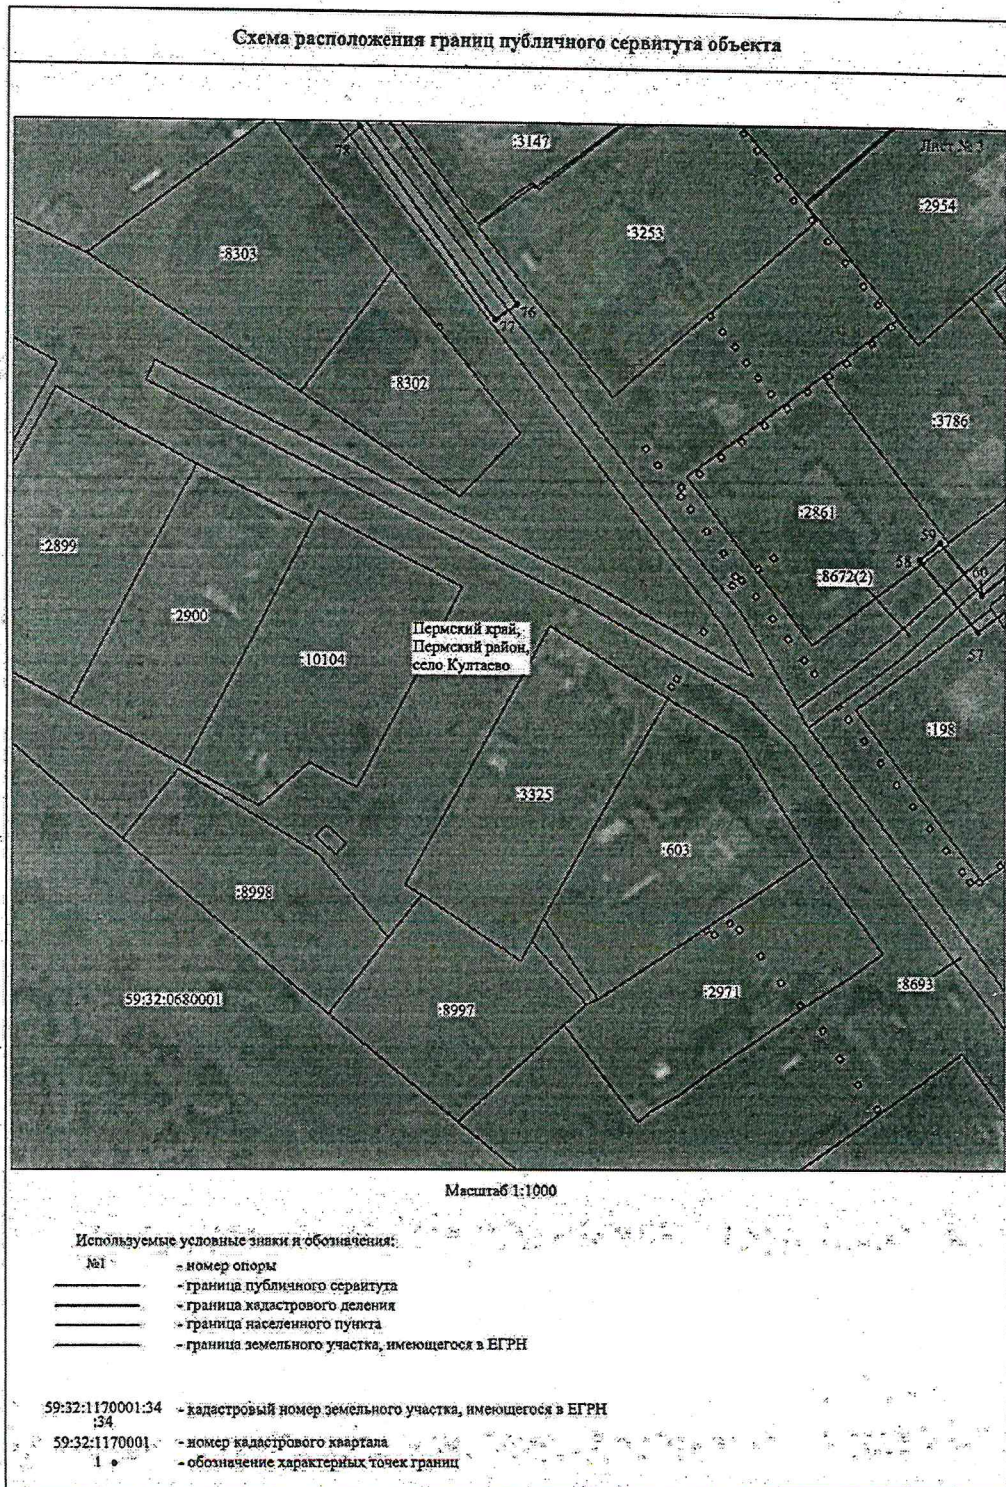 Схема расположения границ публичного сервитута объекта
Лист № 3
78
:3147
:2954
:3253
:8303
76
77
:8302
:3786
:2861
59
58
:8672(2)
60
57
:2899
:2900
:10104
Пермский край,
Пермский район,
село Култаево
:198
:3325
:603
:8998
:2971
:8693
59:32:0680001
:8997
Масштаб 1:1000
Используемые условные знаки и обозначения:
№1 - номер опоры
- граница публичного сервитута
- граница кадастрового деления
- граница населенного пункта
- граница земельного участка, имеющегося в ЕГРН
59:32:1170001:34 - кадастровый номер земельного участка, имеющегося в ЕГРН
:34
59:32:1170001 - номер кадастрового квартала
1 - обозначение характерных точек границ